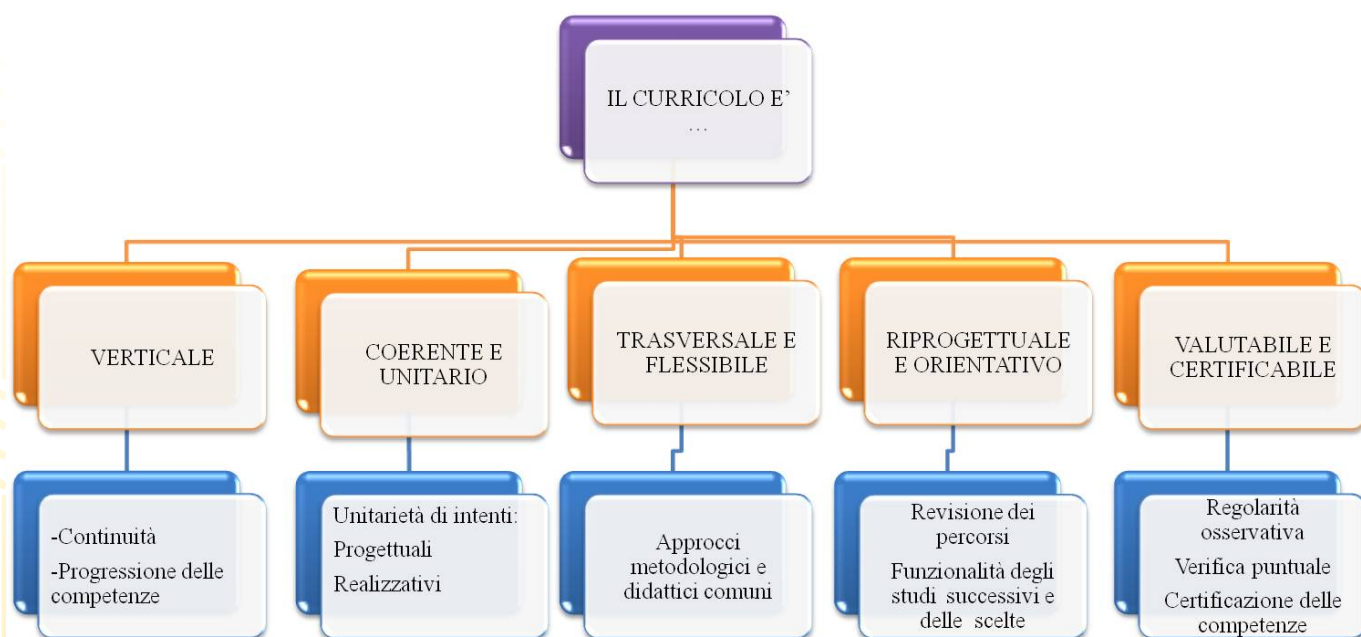 IL CURRICOLO E'
...
VERTICALE
COERENTE E
UNITARIO
TRASVERSALE E
FLESSIBILE
RIPROGETTUALE
E ORIENTATIVO
VALUTABILE E
CERTIFICABILE
-Continuità
-Progressione delle
competenze
Unitarietà di intenti:
Progettuali
Realizzativi
Approcci
metodologici e
didattici comuni
Revisione dei
percorsi
Funzionalità degli
studi successivi e
delle scelte
Regolarità
osservativa
Verifica puntuale
Certificazione delle
competenze